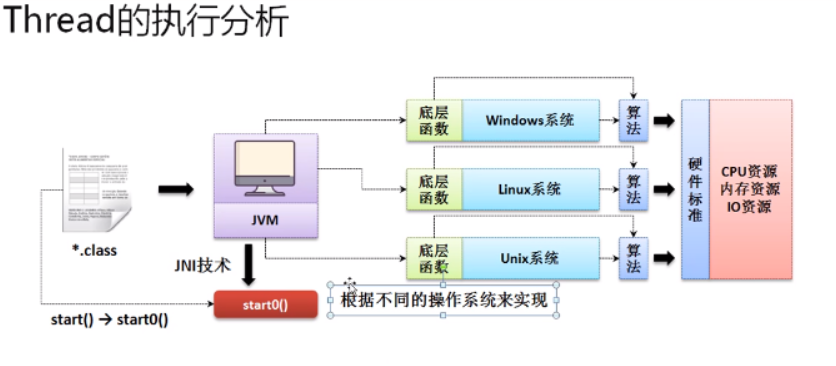 Thread的执行分析
*.class
start() → start0()
JVM
JNI技术
start0()
根据不同的操作系统来实现
底层
函数
Windows系统
算
法
底层
函数
Linux系统
算
法
底层
函数
Unix系统
算
法
硬
件
标
准
CPU资源
内存资源
IO资源